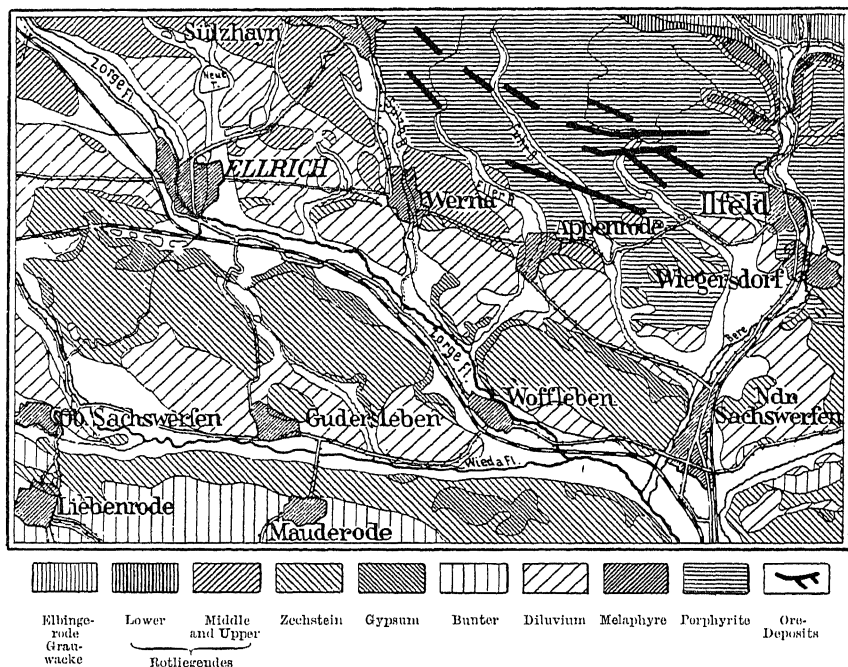 Sülzhayn
Zorge Fl.
ELLRICH
Werna
Ilfeld
Appenrode
Wiegersdorf
Bere
Zorge Fl.
Woffleben
Ndr
Sachswerfen
Ob. Sachswerfen
Gudersleben
Wieda Fl.
Liebenrode
Mauderode
Elbinge-
rode
Grau-
wacke
Lower
Middle
and Upper
Rotliegendes
Zechstein
Gypsum
Bunter
Diluvium
Melaphyre
Porphyrite
Ore-
Deposits